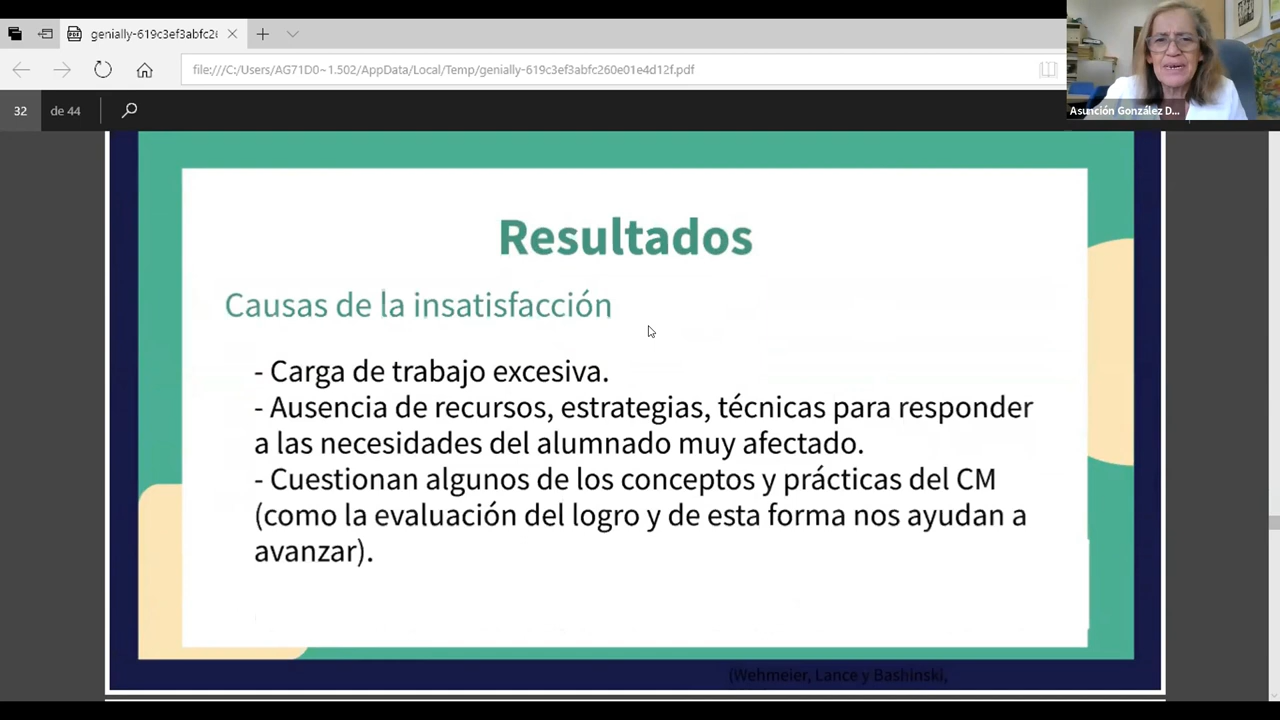 genially-619c3ef3abfc26
file:///C:/Users/AG71D0~1.502/AppData/Local/Temp/genially-619c3ef3abfc260e01e4d12f.pdf
Asunción González D...
32 de 44
Resultados
Causas de la insatisfacción
- Carga de trabajo excesiva.
- Ausencia de recursos, estrategias, técnicas para responder
a las necesidades del alumnado muy afectado.
- Cuestionan algunos de los conceptos y prácticas del CM
(como la evaluación del logro y de esta forma nos ayudan a
avanzar).
(Wehmeier, Lance y Bashinski,